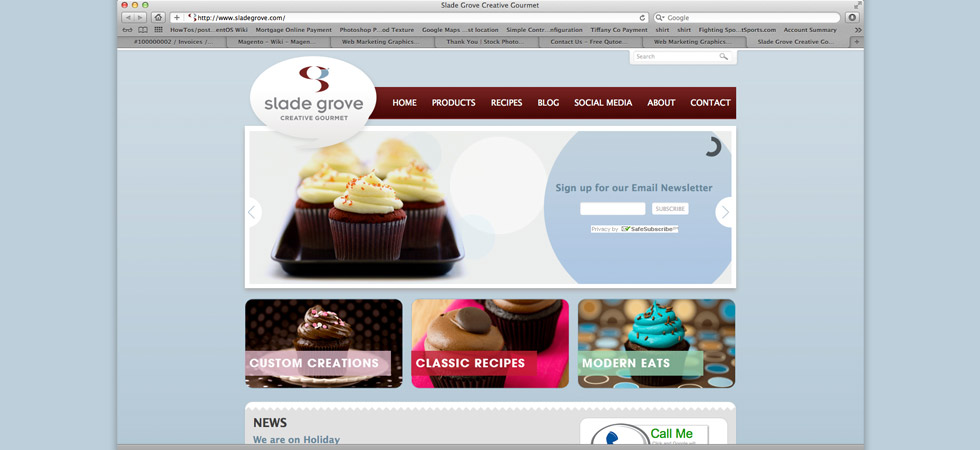 Slade Grove Creative Gourmet
http://www.sladegrove.com/
Google
HowTos/post...entOS Wiki Mortgage Online Payment Photoshop P...od Texture Google Maps ...st location Simple Contr...nfiguration Tiffany Co Payment shirt shirt Fighting Spo...tSports.com Account Summary
#100000002 / Invoices /... Magento – Wiki – Magen... Web Marketing Graphics... Thank You | Stock Photo... Contact Us – Free Qutoe... Web Marketing Graphics... Slade Grove Creative Go...
Search
slade grove
CREATIVE GOURMET
HOME PRODUCTS RECIPES BLOG SOCIAL MEDIA ABOUT CONTACT
Sign up for our Email Newsletter
SUBSCRIBE
Privacy by SafeSubscribe
CUSTOM CREATIONS CLASSIC RECIPES MODERN EATS
NEWS
We are on Holiday
Call Me